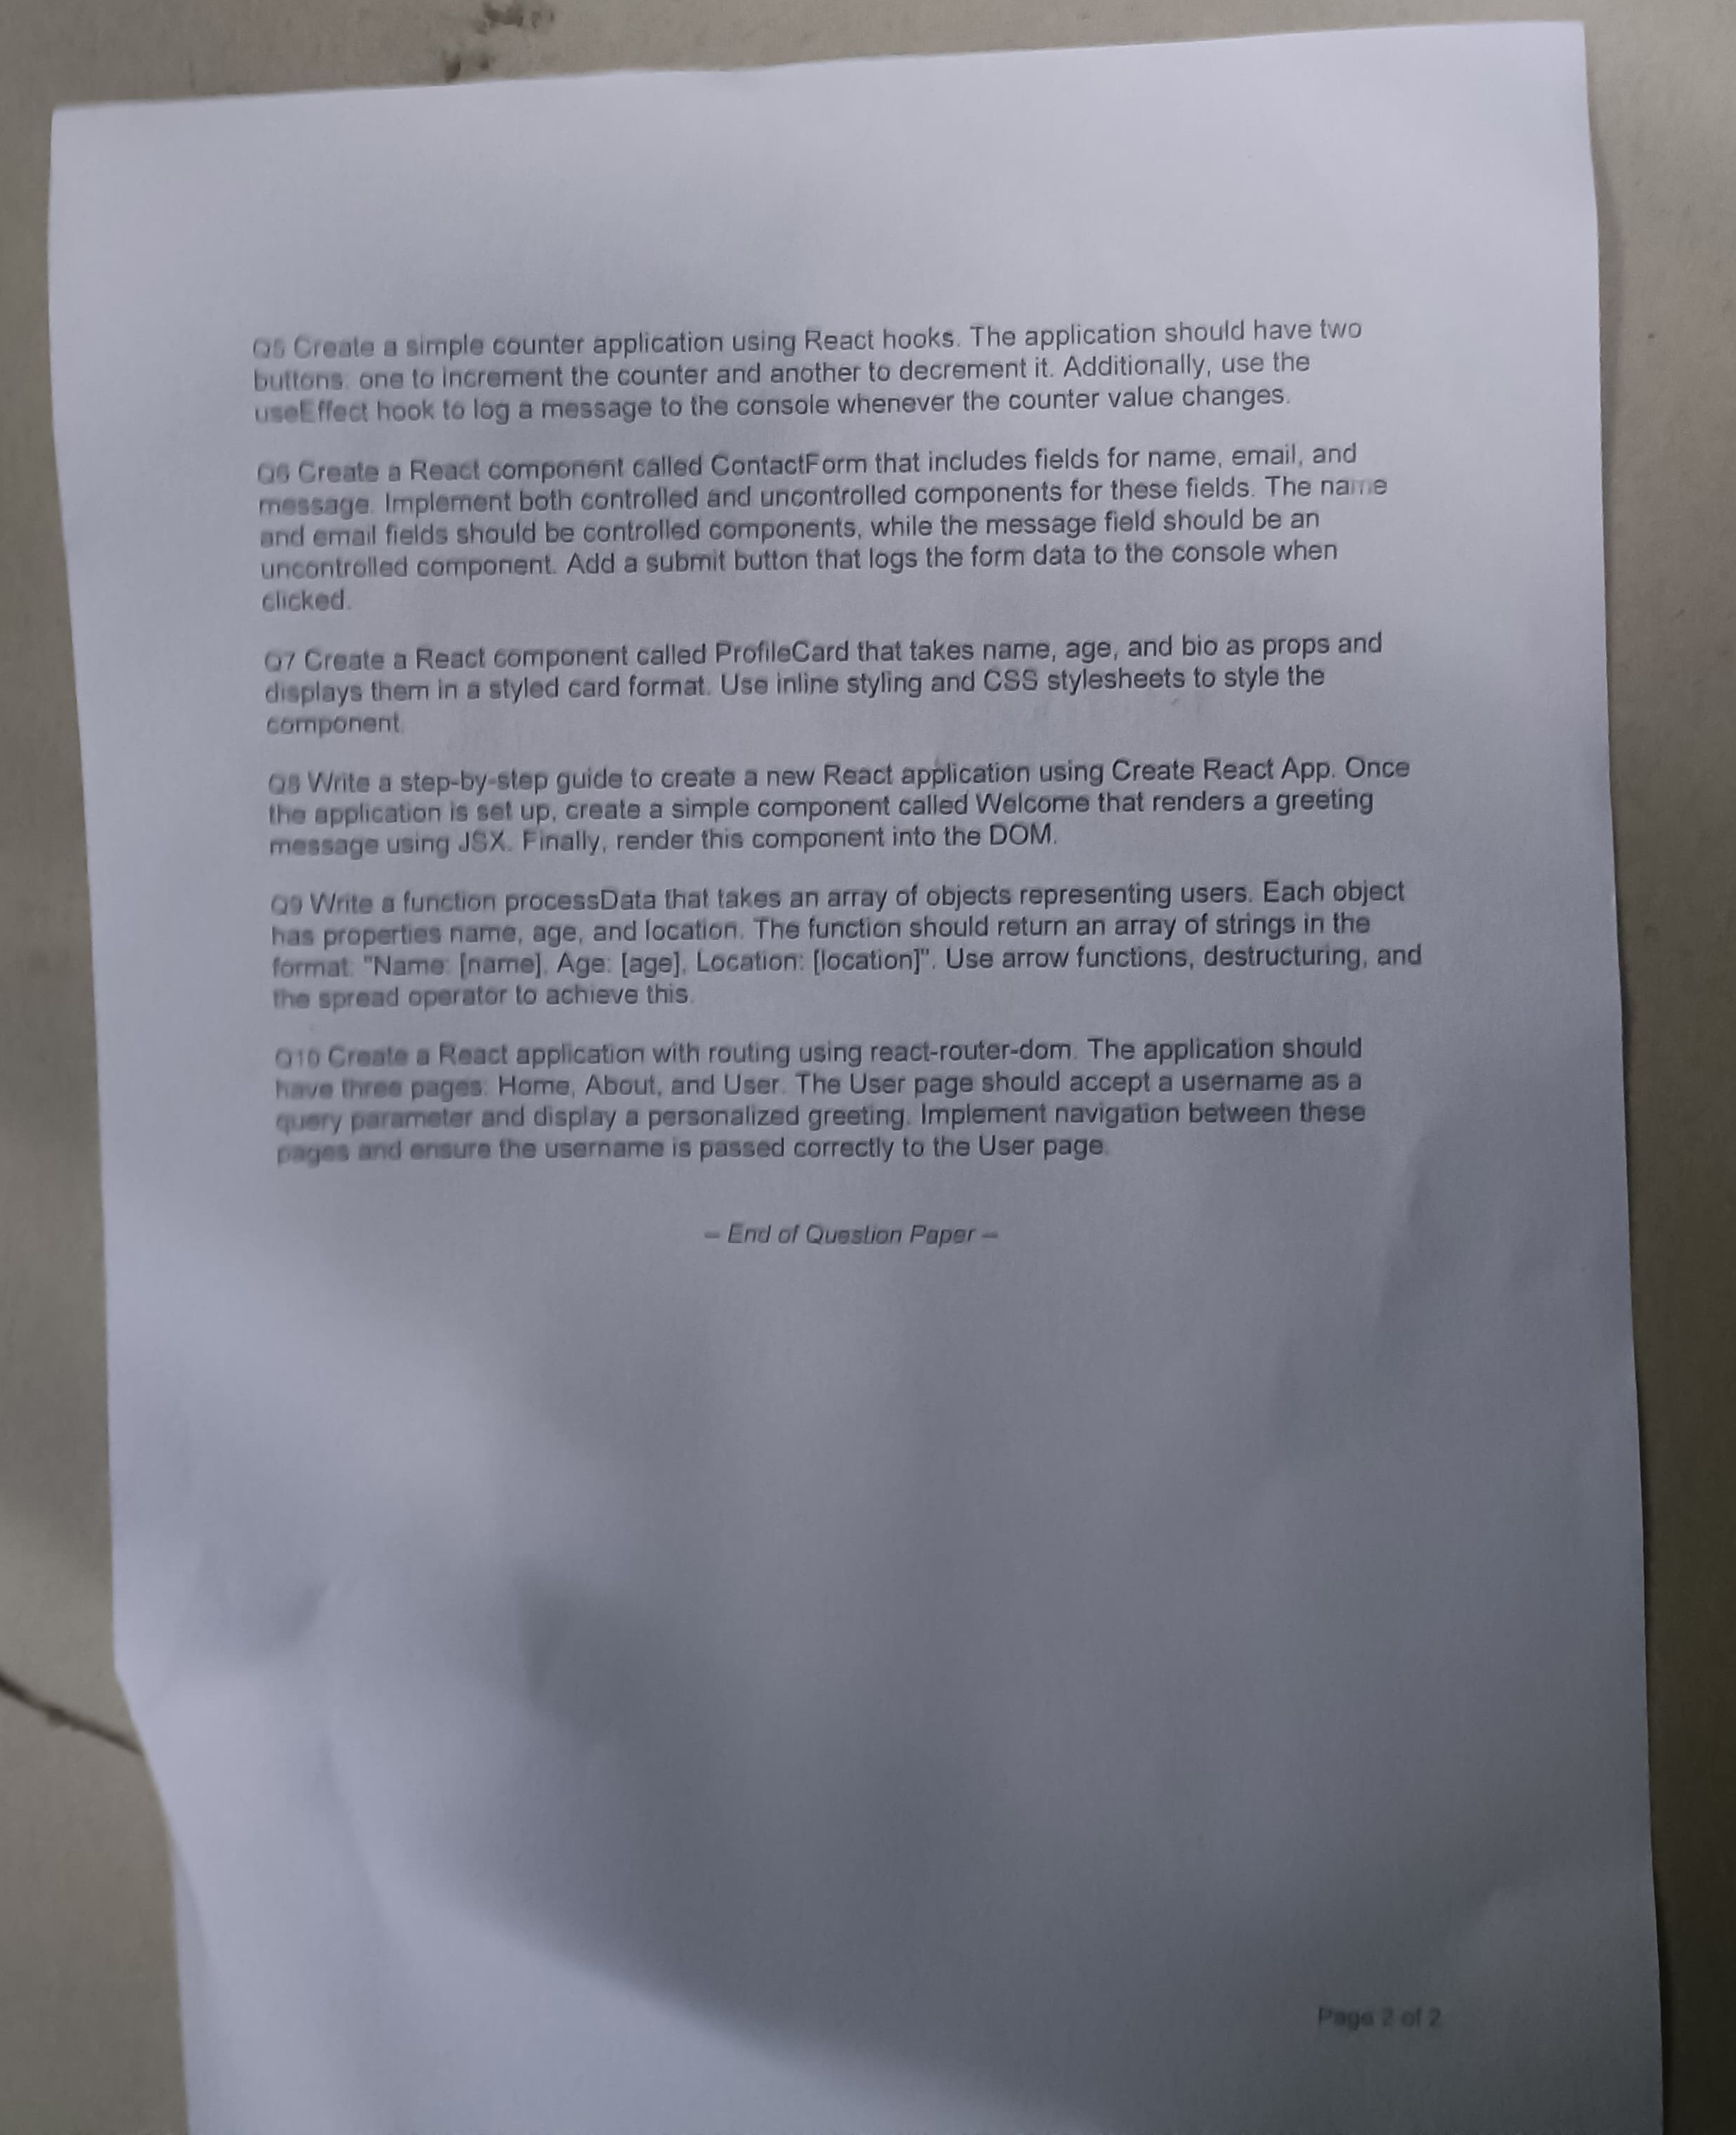 Q5 Create a simple counter application using React hooks. The application should have two
buttons: one to increment the counter and another to decrement it. Additionally, use the
useEffect hook to log a message to the console whenever the counter value changes.
Q6 Create a React component called ContactForm that includes fields for name, email, and
message. Implement both controlled and uncontrolled components for these fields. The name
and email fields should be controlled components, while the message field should be an
uncontrolled component. Add a submit button that logs the form data to the console when
clicked.
Q7 Create a React component called ProfileCard that takes name, age, and bio as props and
displays them in a styled card format. Use inline styling and CSS stylesheets to style the
component.
Q8 Write a step-by-step guide to create a new React application using Create React App. Once
the application is set up, create a simple component called Welcome that renders a greeting
message using JSX. Finally, render this component into the DOM.
Q9 Write a function processData that takes an array of objects representing users. Each object
has properties name, age, and location. The function should return an array of strings in the
format: "Name: [name], Age: [age], Location: [location]". Use arrow functions, destructuring, and
the spread operator to achieve this.
Q10 Create a React application with routing using react-router-dom. The application should
have three pages: Home, About, and User. The User page should accept a username as a
query parameter and display a personalized greeting. Implement navigation between these
pages and ensure the username is passed correctly to the User page.
– End of Question Paper –
Page 2 of 2